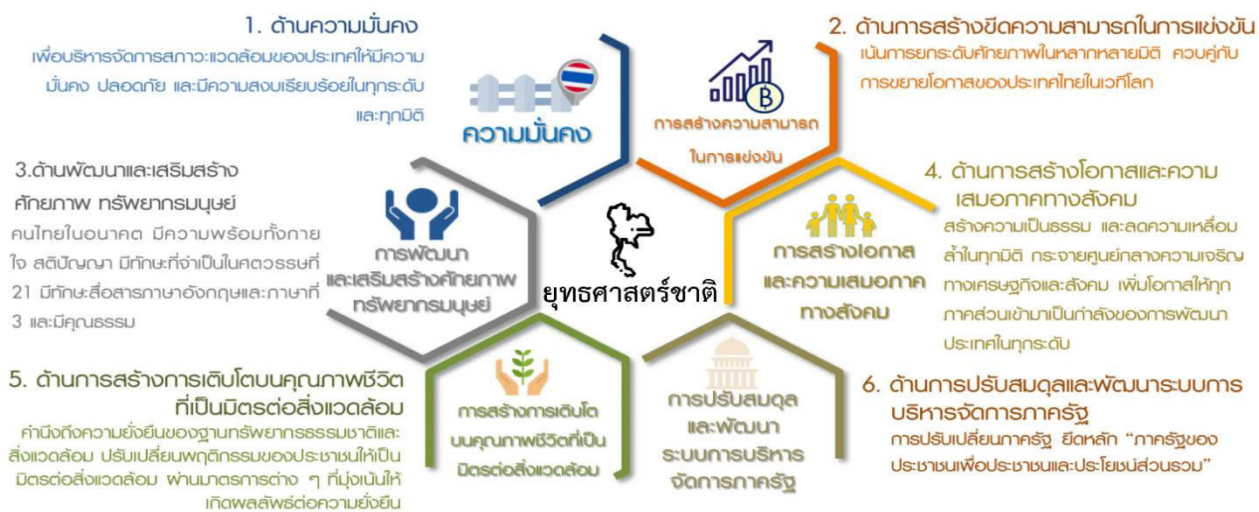 1. ด้านความมั่นคง
เพื่อบริหารจัดการสภาวะแวดล้อมของประเทศให้มีความ
มั่นคง ปลอดภัย และมีความสงบเรียบร้อยในทุกระดับ
และทุกมิติ
ความมั่นคง
2. ด้านการสร้างขีดความสามารถในการแข่งขัน
เน้นการยกระดับศักยภาพในหลากหลายมิติ ควบคู่กับ
การขยายโอกาสของประเทศไทยในเวทีโลก
การสร้างความสามารถ
ในการแข่งขัน
3.ด้านพัฒนาและเสริมสร้าง
ศักยภาพ ทรัพยากรมนุษย์
คนไทยในอนาคต มีความพร้อมทั้งกาย
ใจ สติปัญญา มีทักษะที่จำเป็นในศตวรรษที่
21 มีทักษะสื่อสารภาษาอังกฤษและภาษาที่
3 และมีคุณธรรม
การพัฒนา
และเสริมสร้างศักยภาพ
ทรัพยากรมนุษย์
ยุทธศาสตร์ชาติ
การสร้างโอกาส
และความเสมอภาค
ทางสังคม
4. ด้านการสร้างโอกาสและความ
เสมอภาคทางสังคม
สร้างความเป็นธรรม และลดความเหลื่อม
ล้ำในทุกมิติ กระจายศูนย์กลางความเจริญ
ทางเศรษฐกิจและสังคม เพิ่มโอกาสให้ทุก
ภาคส่วนเข้ามาเป็นกำลังของการพัฒนา
ประเทศในทุกระดับ
5. ด้านการสร้างการเติบโตบนคุณภาพชีวิต
ที่เป็นมิตรต่อสิ่งแวดล้อม
คำนึงถึงความยั่งยืนของฐานทรัพยากรธรรมชาติและ
สิ่งแวดล้อม ปรับเปลี่ยนพฤติกรรมของประชาชนให้เป็น
มิตรต่อสิ่งแวดล้อม ผ่านมาตรการต่าง ๆ ที่มุ่งเน้นให้
เกิดผลลัพธ์ต่อความยั่งยืน
การสร้างการเติบโต
บนคุณภาพชีวิตที่เป็น
มิตรต่อสิ่งแวดล้อม
การปรับสมดุล
และพัฒนา
ระบบการบริหาร
จัดการภาครัฐ
6. ด้านการปรับสมดุลและพัฒนาระบบการ
บริหารจัดการภาครัฐ
การปรับเปลี่ยนภาครัฐ ยึดหลัก “ภาครัฐของ
ประชาชนเพื่อประชาชนและประโยชน์ส่วนรวม”